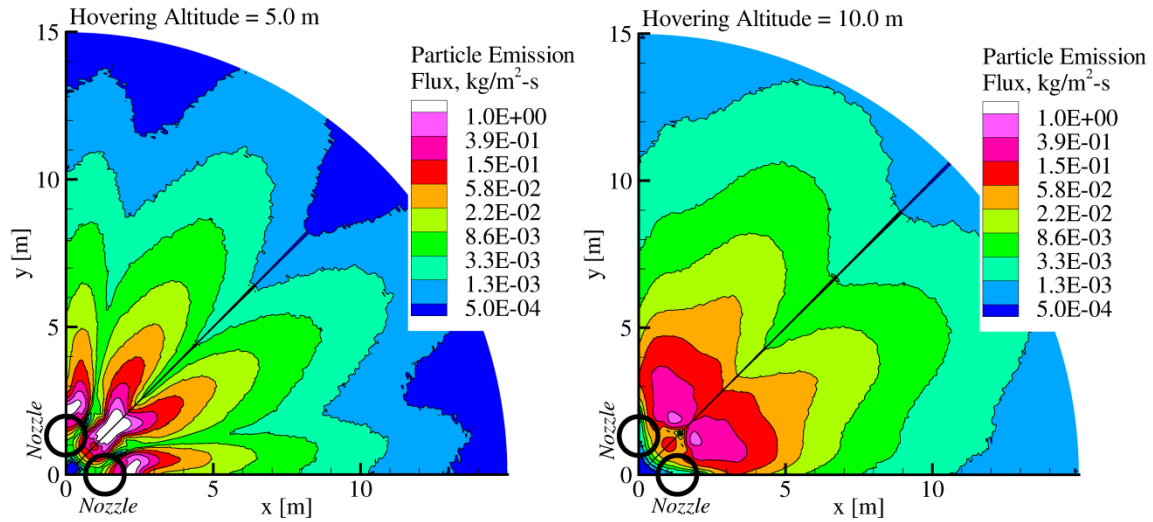 Hovering Altitude = 5.0 m
15
10
5
0
y [m]
0
5
10
x [m]
Nozzle
Nozzle
Particle Emission
Flux, kg/m²-s
1.0E+00
3.9E-01
1.5E-01
5.8E-02
2.2E-02
8.6E-03
3.3E-03
1.3E-03
5.0E-04
Hovering Altitude = 10.0 m
15
10
5
0
y [m]
0
5
10
x [m]
Nozzle
Nozzle
Particle Emission
Flux, kg/m²-s
1.0E+00
3.9E-01
1.5E-01
5.8E-02
2.2E-02
8.6E-03
3.3E-03
1.3E-03
5.0E-04